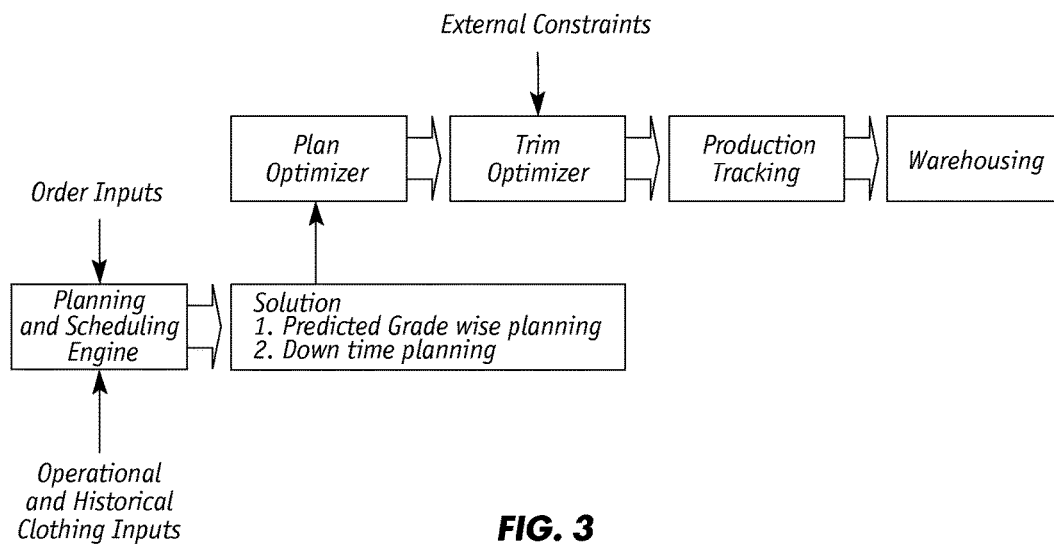 External Constraints
Plan
Optimizer
Trim
Optimizer
Production
Tracking
Warehousing
Order Inputs
Planning
and Scheduling
Engine
Solution
1. Predicted Grade wise planning
2. Down time planning
Operational
and Historical
Clothing Inputs
FIG. 3